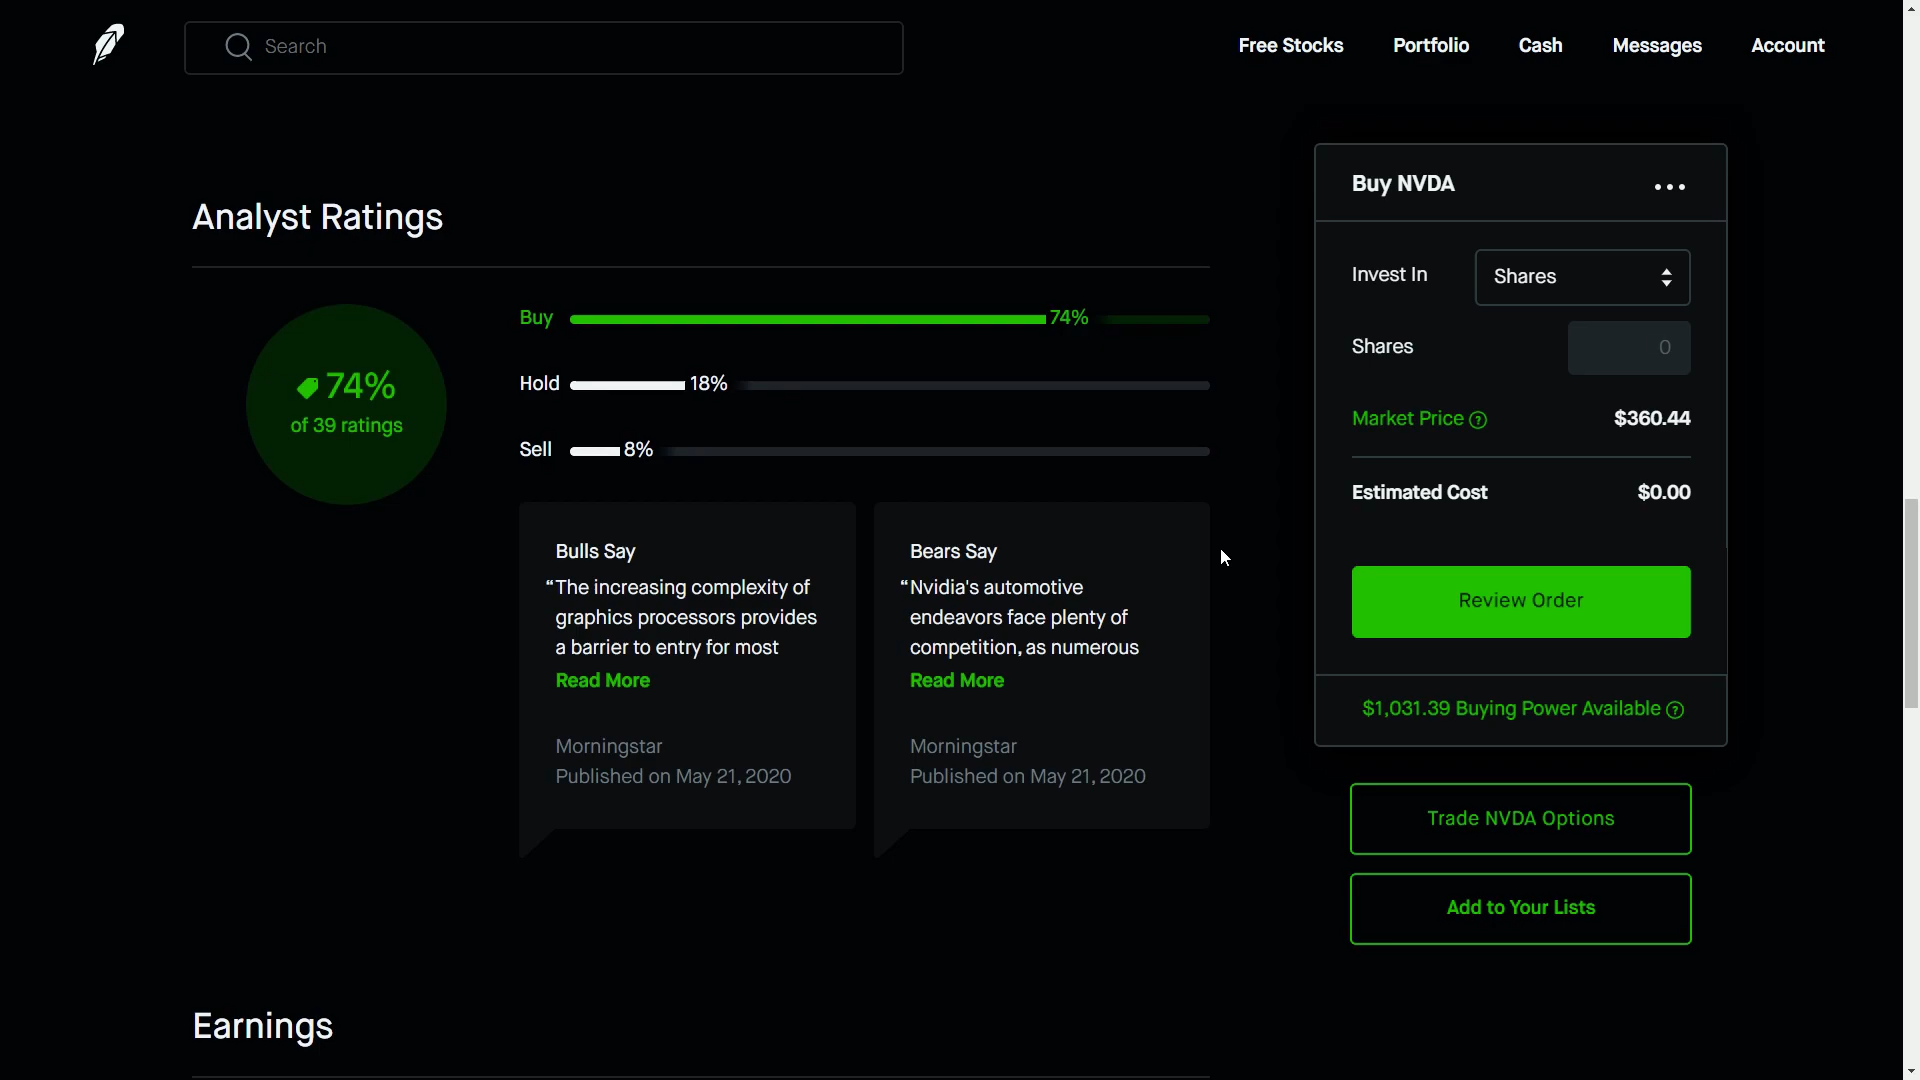 Search
Free Stocks
Portfolio
Cash
Messages
Account
Analyst Ratings
74%
of 39 ratings
Buy 74%
Hold 18%
Sell 8%
Bulls Say
“The increasing complexity of
graphics processors provides
a barrier to entry for most
Read More
Morningstar
Published on May 21, 2020
Bears Say
“Nvidia's automotive
endeavors face plenty of
competition, as numerous
Read More
Morningstar
Published on May 21, 2020
Earnings
Buy NVDA
Invest In Shares
Shares 0
Market Price $360.44
Estimated Cost $0.00
Review Order
$1,031.39 Buying Power Available
Trade NVDA Options
Add to Your Lists